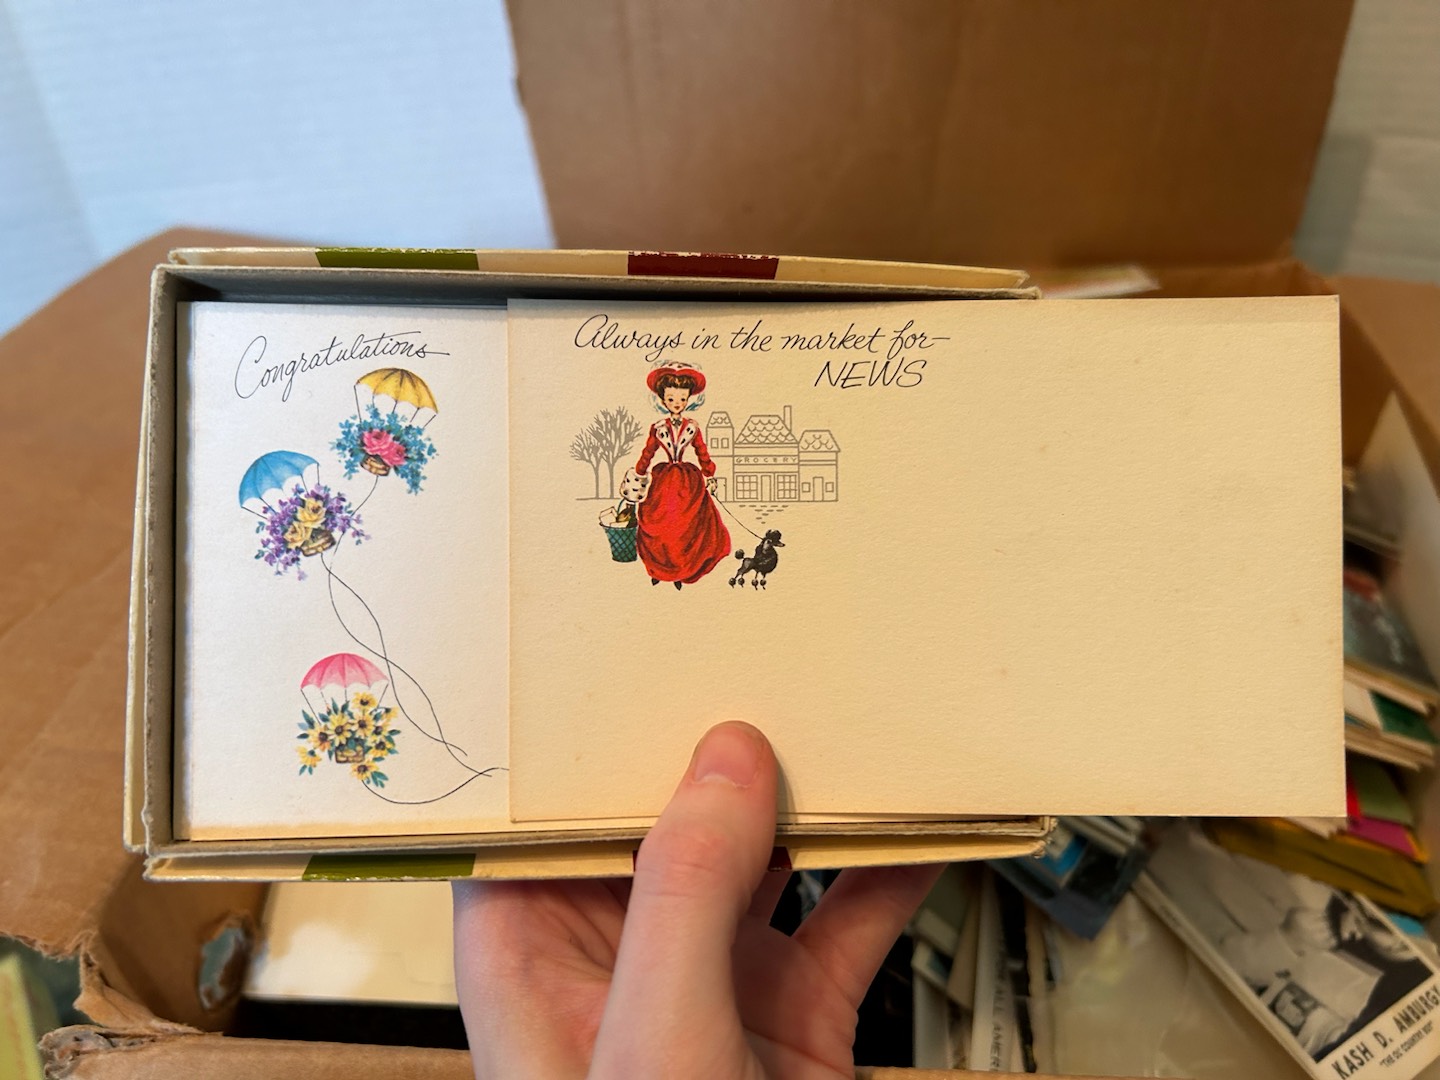 Congratulations
Always in the market for—
NEWS
GROCERY
KASH D. AMBURGY
"THE OL' COUNTRY BOY"